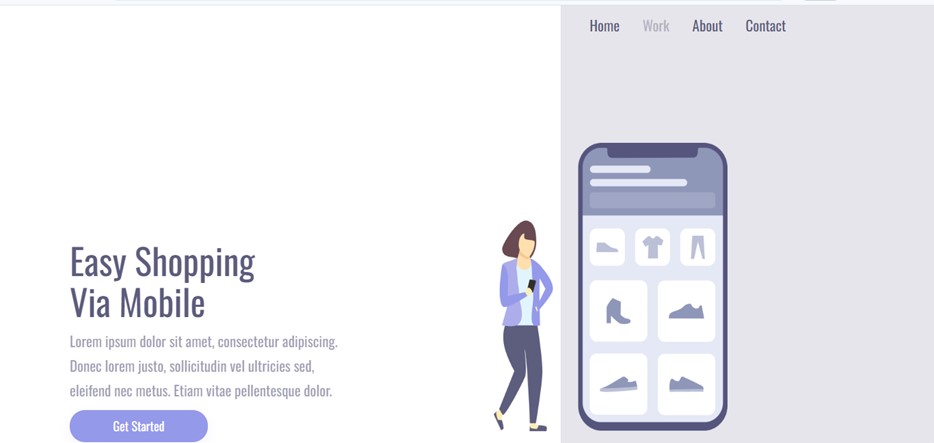 Home Work About Contact
Easy Shopping
Via Mobile
Lorem ipsum dolor sit amet, consectetur adipiscing.
Donec lorem justo, sollicitudin vel ultricies sed,
eleifend nec metus. Etiam vitae pellentesque dolor.
Get Started